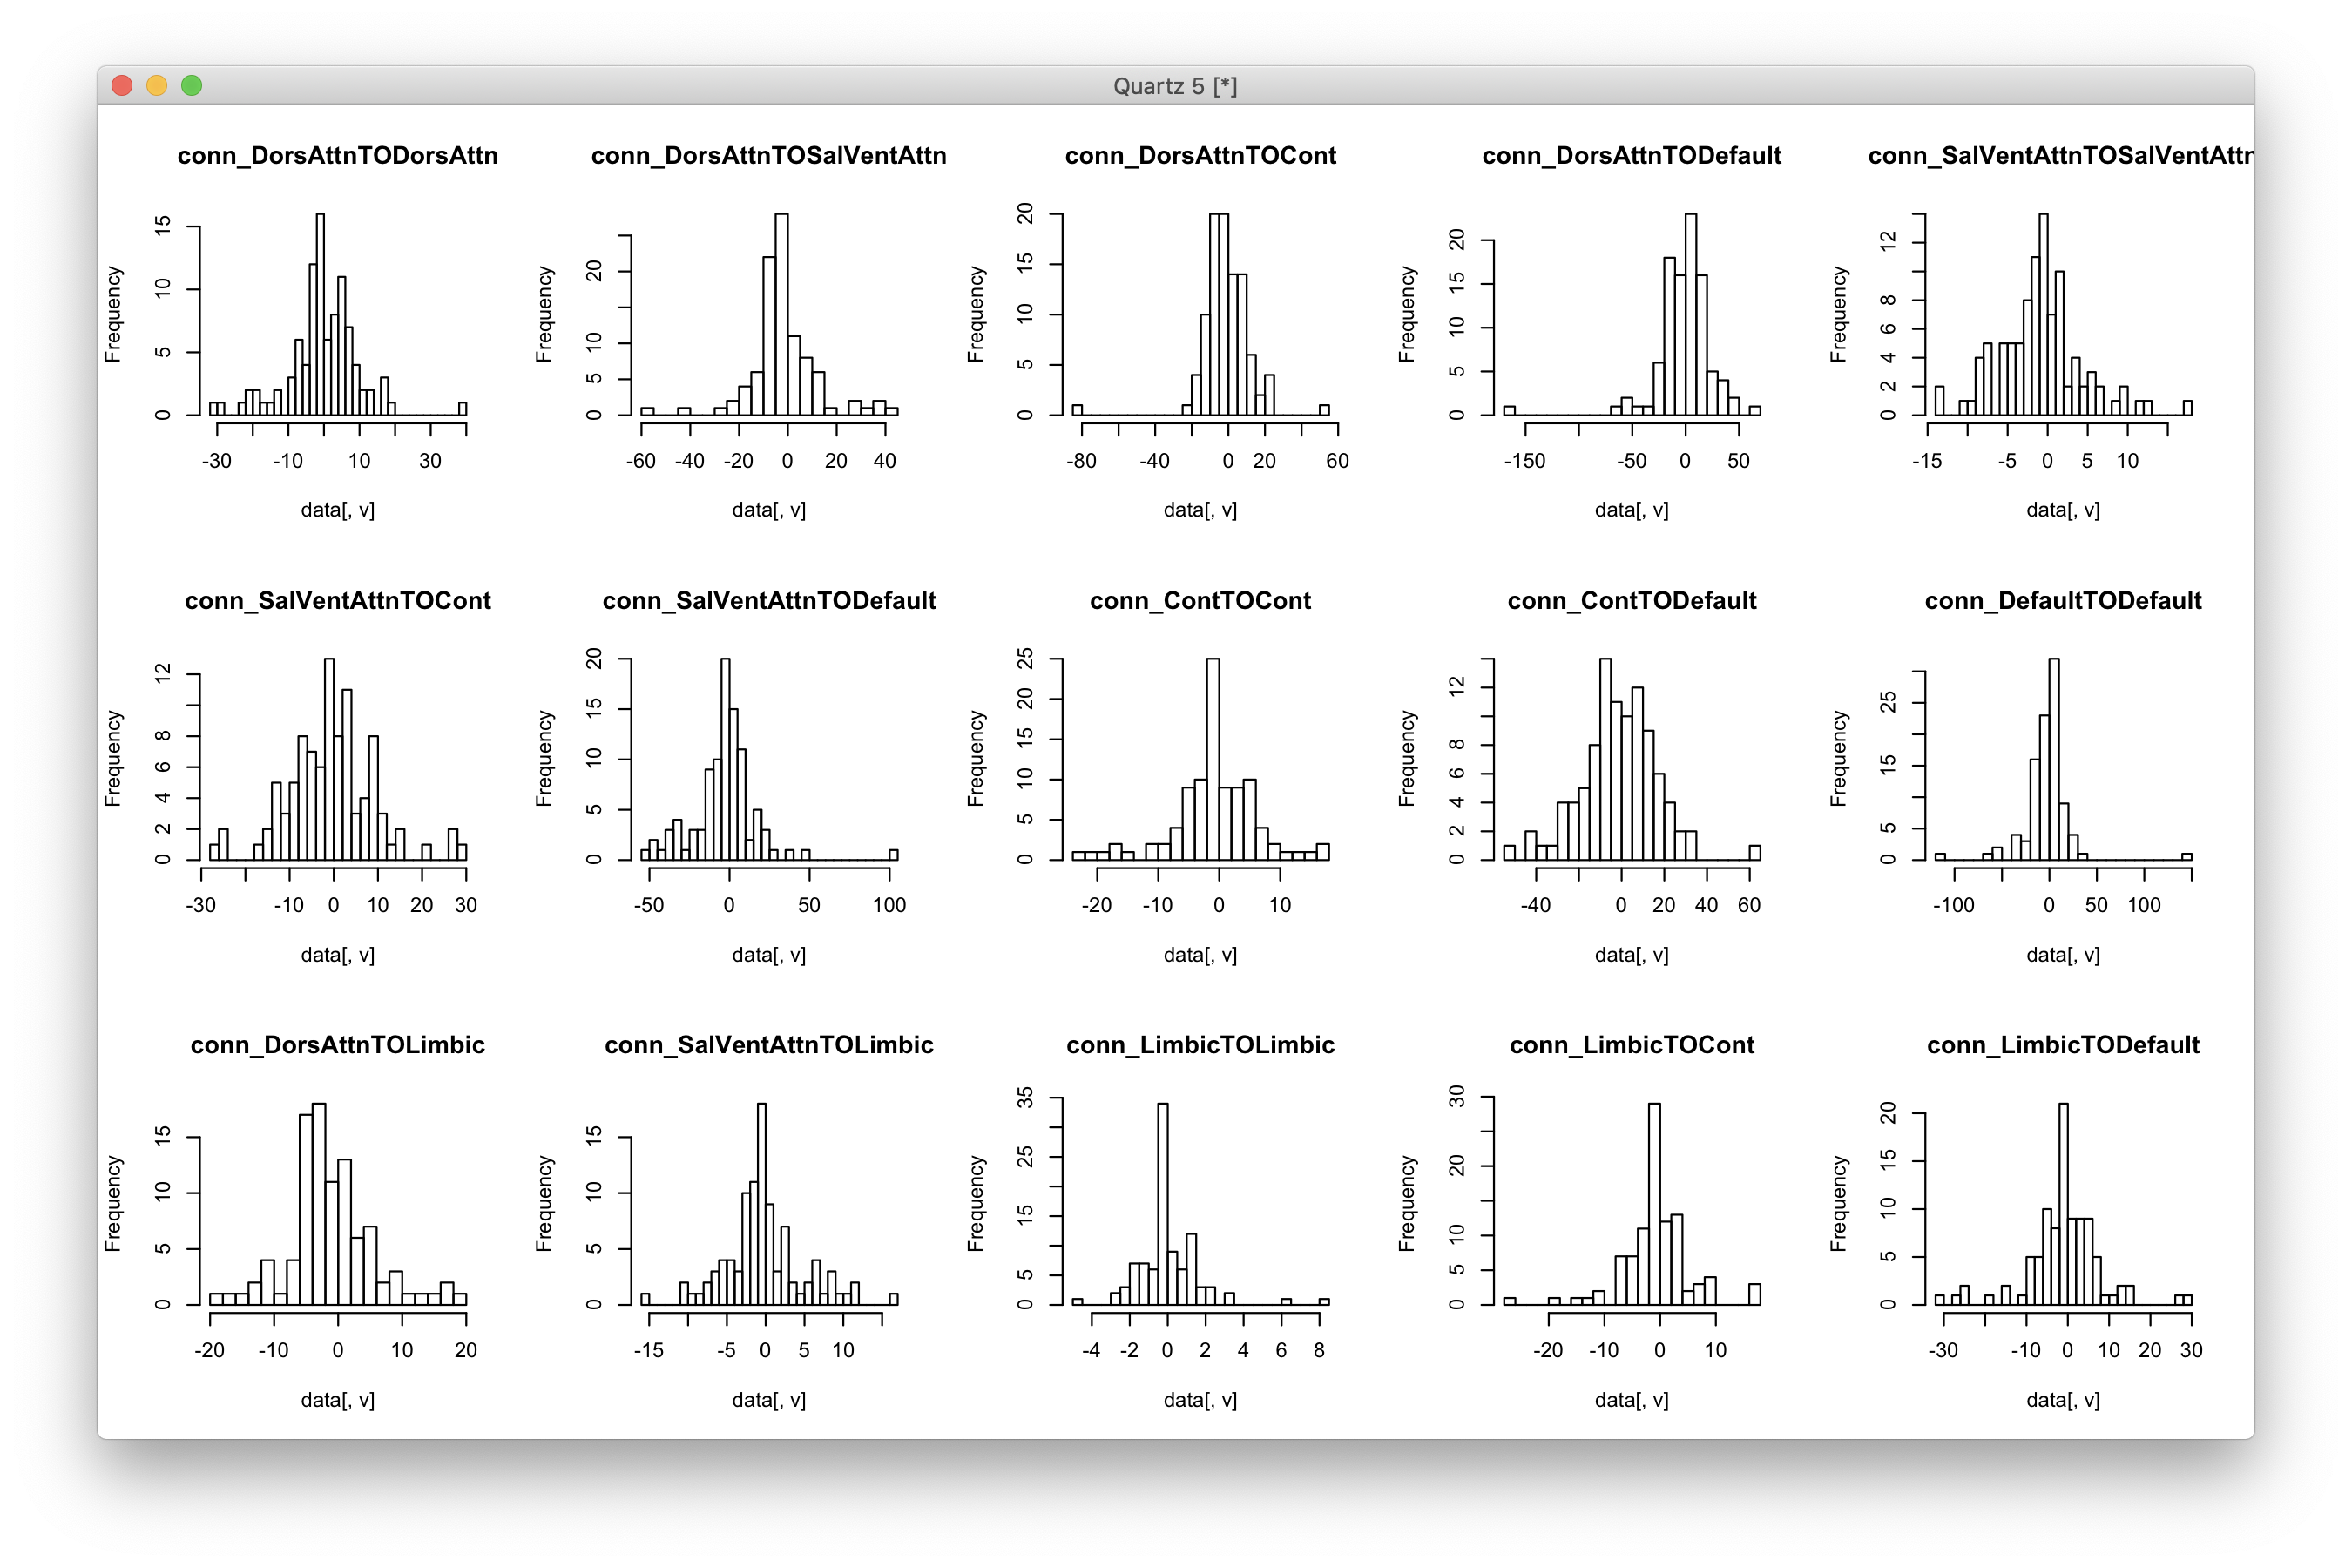 Quartz 5 [*]
conn_DorsAttnTODorsAttn
Frequency
0 5 10 15
-30 -10 10 30
data[, v]
conn_DorsAttnTOSalVentAttn
Frequency
0 5 10 20
-60 -40 -20 0 20 40
data[, v]
conn_DorsAttnTOCont
Frequency
0 5 10 15 20
-80 -40 0 20 60
data[, v]
conn_DorsAttnTODefault
Frequency
0 5 10 15 20
-150 -50 0 50
data[, v]
conn_SalVentAttnTOSalVentAttn
Frequency
0 2 4 6 8 12
-15 -5 0 5 10
data[, v]
conn_SalVentAttnTOCont
Frequency
0 2 4 6 8 12
-30 -10 0 10 20 30
data[, v]
conn_SalVentAttnTODefault
Frequency
0 5 10 15 20
-50 0 50 100
data[, v]
conn_ContTOCont
Frequency
0 5 10 15 20 25
-20 -10 0 10
data[, v]
conn_ContTODefault
Frequency
0 2 4 6 8 12
-40 0 20 40 60
data[, v]
conn_DefaultTODefault
Frequency
0 5 15 25
-100 0 50 100
data[, v]
conn_DorsAttnTOLimbic
Frequency
0 5 10 15
-20 -10 0 10 20
data[, v]
conn_SalVentAttnTOLimbic
Frequency
0 5 10 15
-15 -5 0 5 10
data[, v]
conn_LimbicTOLimbic
Frequency
0 5 15 25 35
-4 -2 0 2 4 6 8
data[, v]
conn_LimbicTOCont
Frequency
0 5 10 20 30
-20 -10 0 10
data[, v]
conn_LimbicTODefault
Frequency
0 5 10 15 20
-30 -10 0 10 20 30
data[, v]